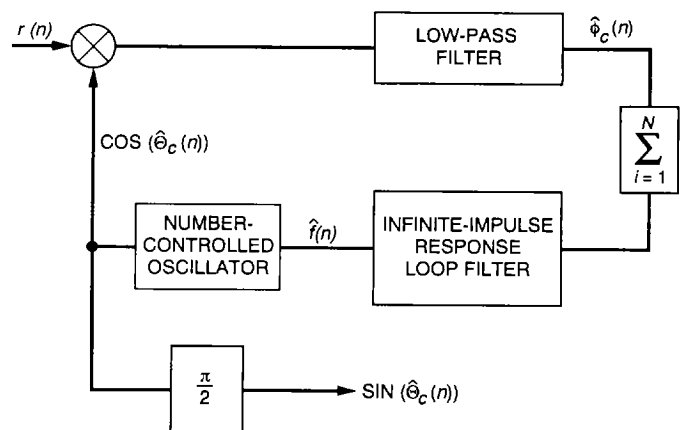 r (n)
LOW-PASS
FILTER
ϕ̂c (n)
N
∑
i = 1
COS (Θ̂c (n))
NUMBER-
CONTROLLED
OSCILLATOR
f̂(n)
INFINITE-IMPULSE
RESPONSE
LOOP FILTER
π
2
SIN (Θ̂c (n))